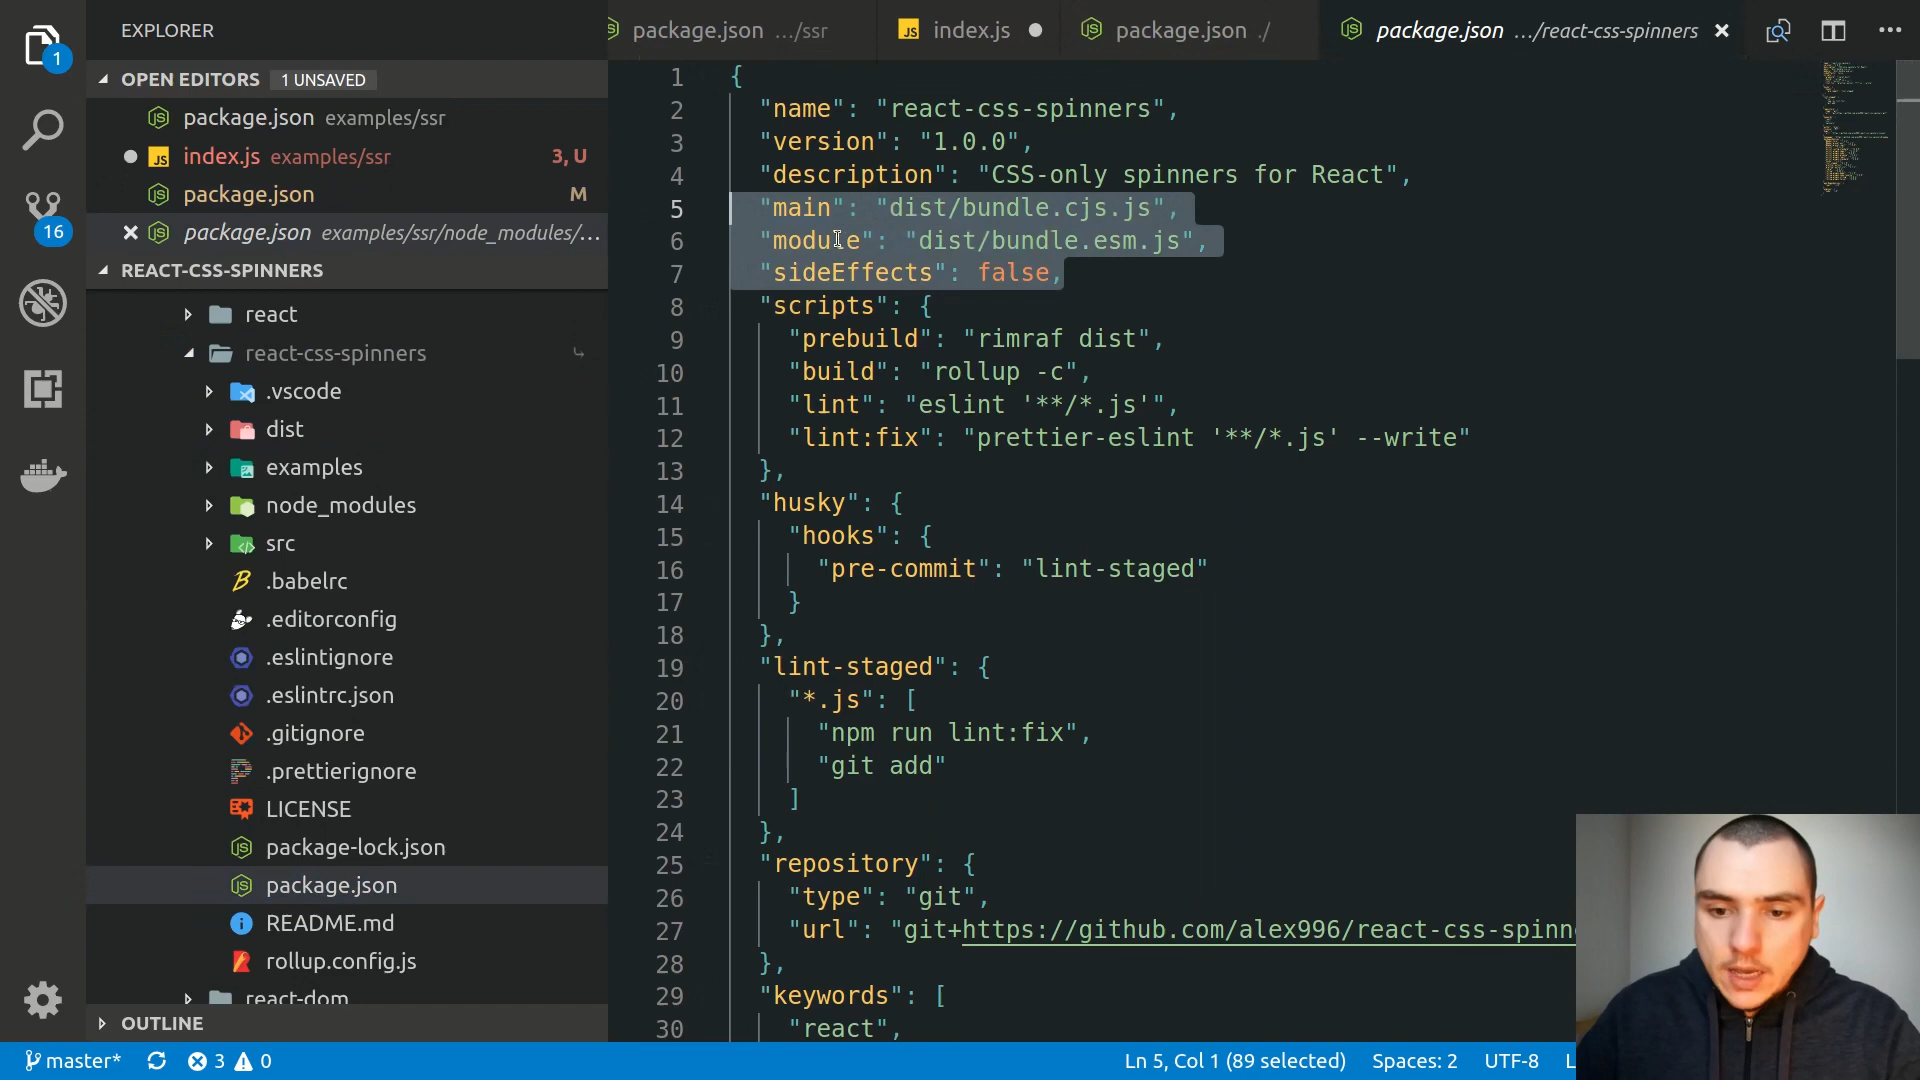 EXPLORER
OPEN EDITORS 1 UNSAVED
package.json examples/ssr
index.js examples/ssr 3, U
package.json M
package.json examples/ssr/node_modules/...
REACT-CSS-SPINNERS
react
react-css-spinners
.vscode
dist
examples
node_modules
src
.babelrc
.editorconfig
.eslintignore
.eslintrc.json
.gitignore
.prettierignore
LICENSE
package-lock.json
package.json
README.md
rollup.config.js
react-dom
OUTLINE
1
16
package.json .../ssr
index.js
package.json ./
package.json .../react-css-spinners
1 {
2 "name": "react-css-spinners",
3 "version": "1.0.0",
4 "description": "CSS-only spinners for React",
5 "main": "dist/bundle.cjs.js",
6 "module": "dist/bundle.esm.js",
7 "sideEffects": false,
8 "scripts": {
9 "prebuild": "rimraf dist",
10 "build": "rollup -c",
11 "lint": "eslint '**/*.js'",
12 "lint:fix": "prettier-eslint '**/*.js' --write"
13 },
14 "husky": {
15 "hooks": {
16 "pre-commit": "lint-staged"
17 }
18 },
19 "lint-staged": {
20 "*.js": [
21 "npm run lint:fix",
22 "git add"
23 ]
24 },
25 "repository": {
26 "type": "git",
27 "url": "git+https://github.com/alex996/react-css-spinn
28 },
29 "keywords": [
30 "react",
master* 3 0
Ln 5, Col 1 (89 selected) Spaces: 2 UTF-8 L